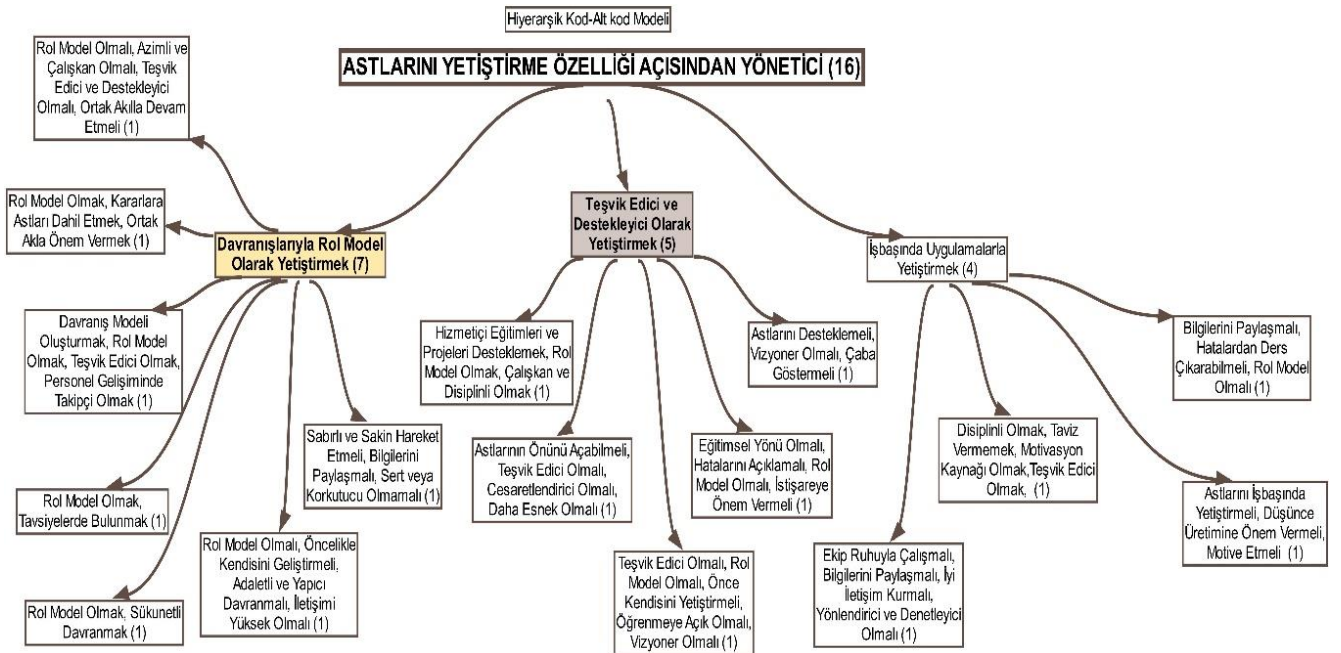 Hiyerarşik Kod-Alt kod Modeli
ASTLARINI YETİŞTİRME ÖZELLİĞİ AÇISINDAN YÖNETİCİ (16)
Rol Model Olmalı, Azimli ve
Çalışkan Olmalı, Teşvik
Edici ve Destekleyici
Olmalı, Ortak Akılla Devam
Etmeli (1)
Rol Model Olmak, Kararlara
Astları Dahil Etmek, Ortak
Akla Önem Vermek (1)
Davranışlarıyla Rol Model
Olarak Yetiştirmek (7)
Teşvik Edici ve
Destekleyici Olarak
Yetiştirmek (5)
İşbaşında Uygulamalarla
Yetiştirmek (4)
Davranış Modeli
Oluşturmak, Rol Model
Olmak, Teşvik Edici Olmak,
Personel Gelişiminde
Takipçi Olmak (1)
Rol Model Olmak,
Tavsiyelerde Bulunmak (1)
Rol Model Olmak, Sükunetli
Davranmak (1)
Rol Model Olmalı, Öncelikle
Kendisini Geliştirmeli,
Adaletli ve Yapıcı
Davranmalı, İletişimi
Yüksek Olmalı (1)
Sabırlı ve Sakin Hareket
Etmeli, Bilgilerini
Paylaşmalı, Sert veya
Korkutucu Olmamalı (1)
Hizmetiçi Eğitimleri ve
Projeleri Desteklemek, Rol
Model Olmak, Çalışkan ve
Disiplinli Olmak (1)
Astlarının Önünü Açabilmeli,
Teşvik Edici Olmalı,
Cesaretlendirici Olmalı,
Daha Esnek Olmalı (1)
Teşvik Edici Olmalı, Rol
Model Olmalı, Önce
Kendisini Yetiştirmeli,
Öğrenmeye Açık Olmalı,
Vizyoner Olmalı (1)
Eğitimsel Yönü Olmalı,
Hatalarını Açıklamalı, Rol
Model Olmalı, İstişareye
Önem Vermeli (1)
Astlarını Desteklemeli,
Vizyoner Olmalı, Çaba
Göstermeli (1)
Ekip Ruhuyla Çalışmalı,
Bilgilerini Paylaşmalı, İyi
İletişim Kurmalı,
Yönlendirici ve Denetleyici
Olmalı (1)
Disiplinli Olmak, Taviz
Vermemek, Motivasyon
Kaynağı Olmak,Teşvik Edici
Olmak, (1)
Astlarını İşbaşında
Yetiştirmeli, Düşünce
Üretimine Önem Vermeli,
Motive Etmeli (1)
Bilgilerini Paylaşmalı,
Hatalardan Ders
Çıkarabilmeli, Rol Model
Olmalı (1)